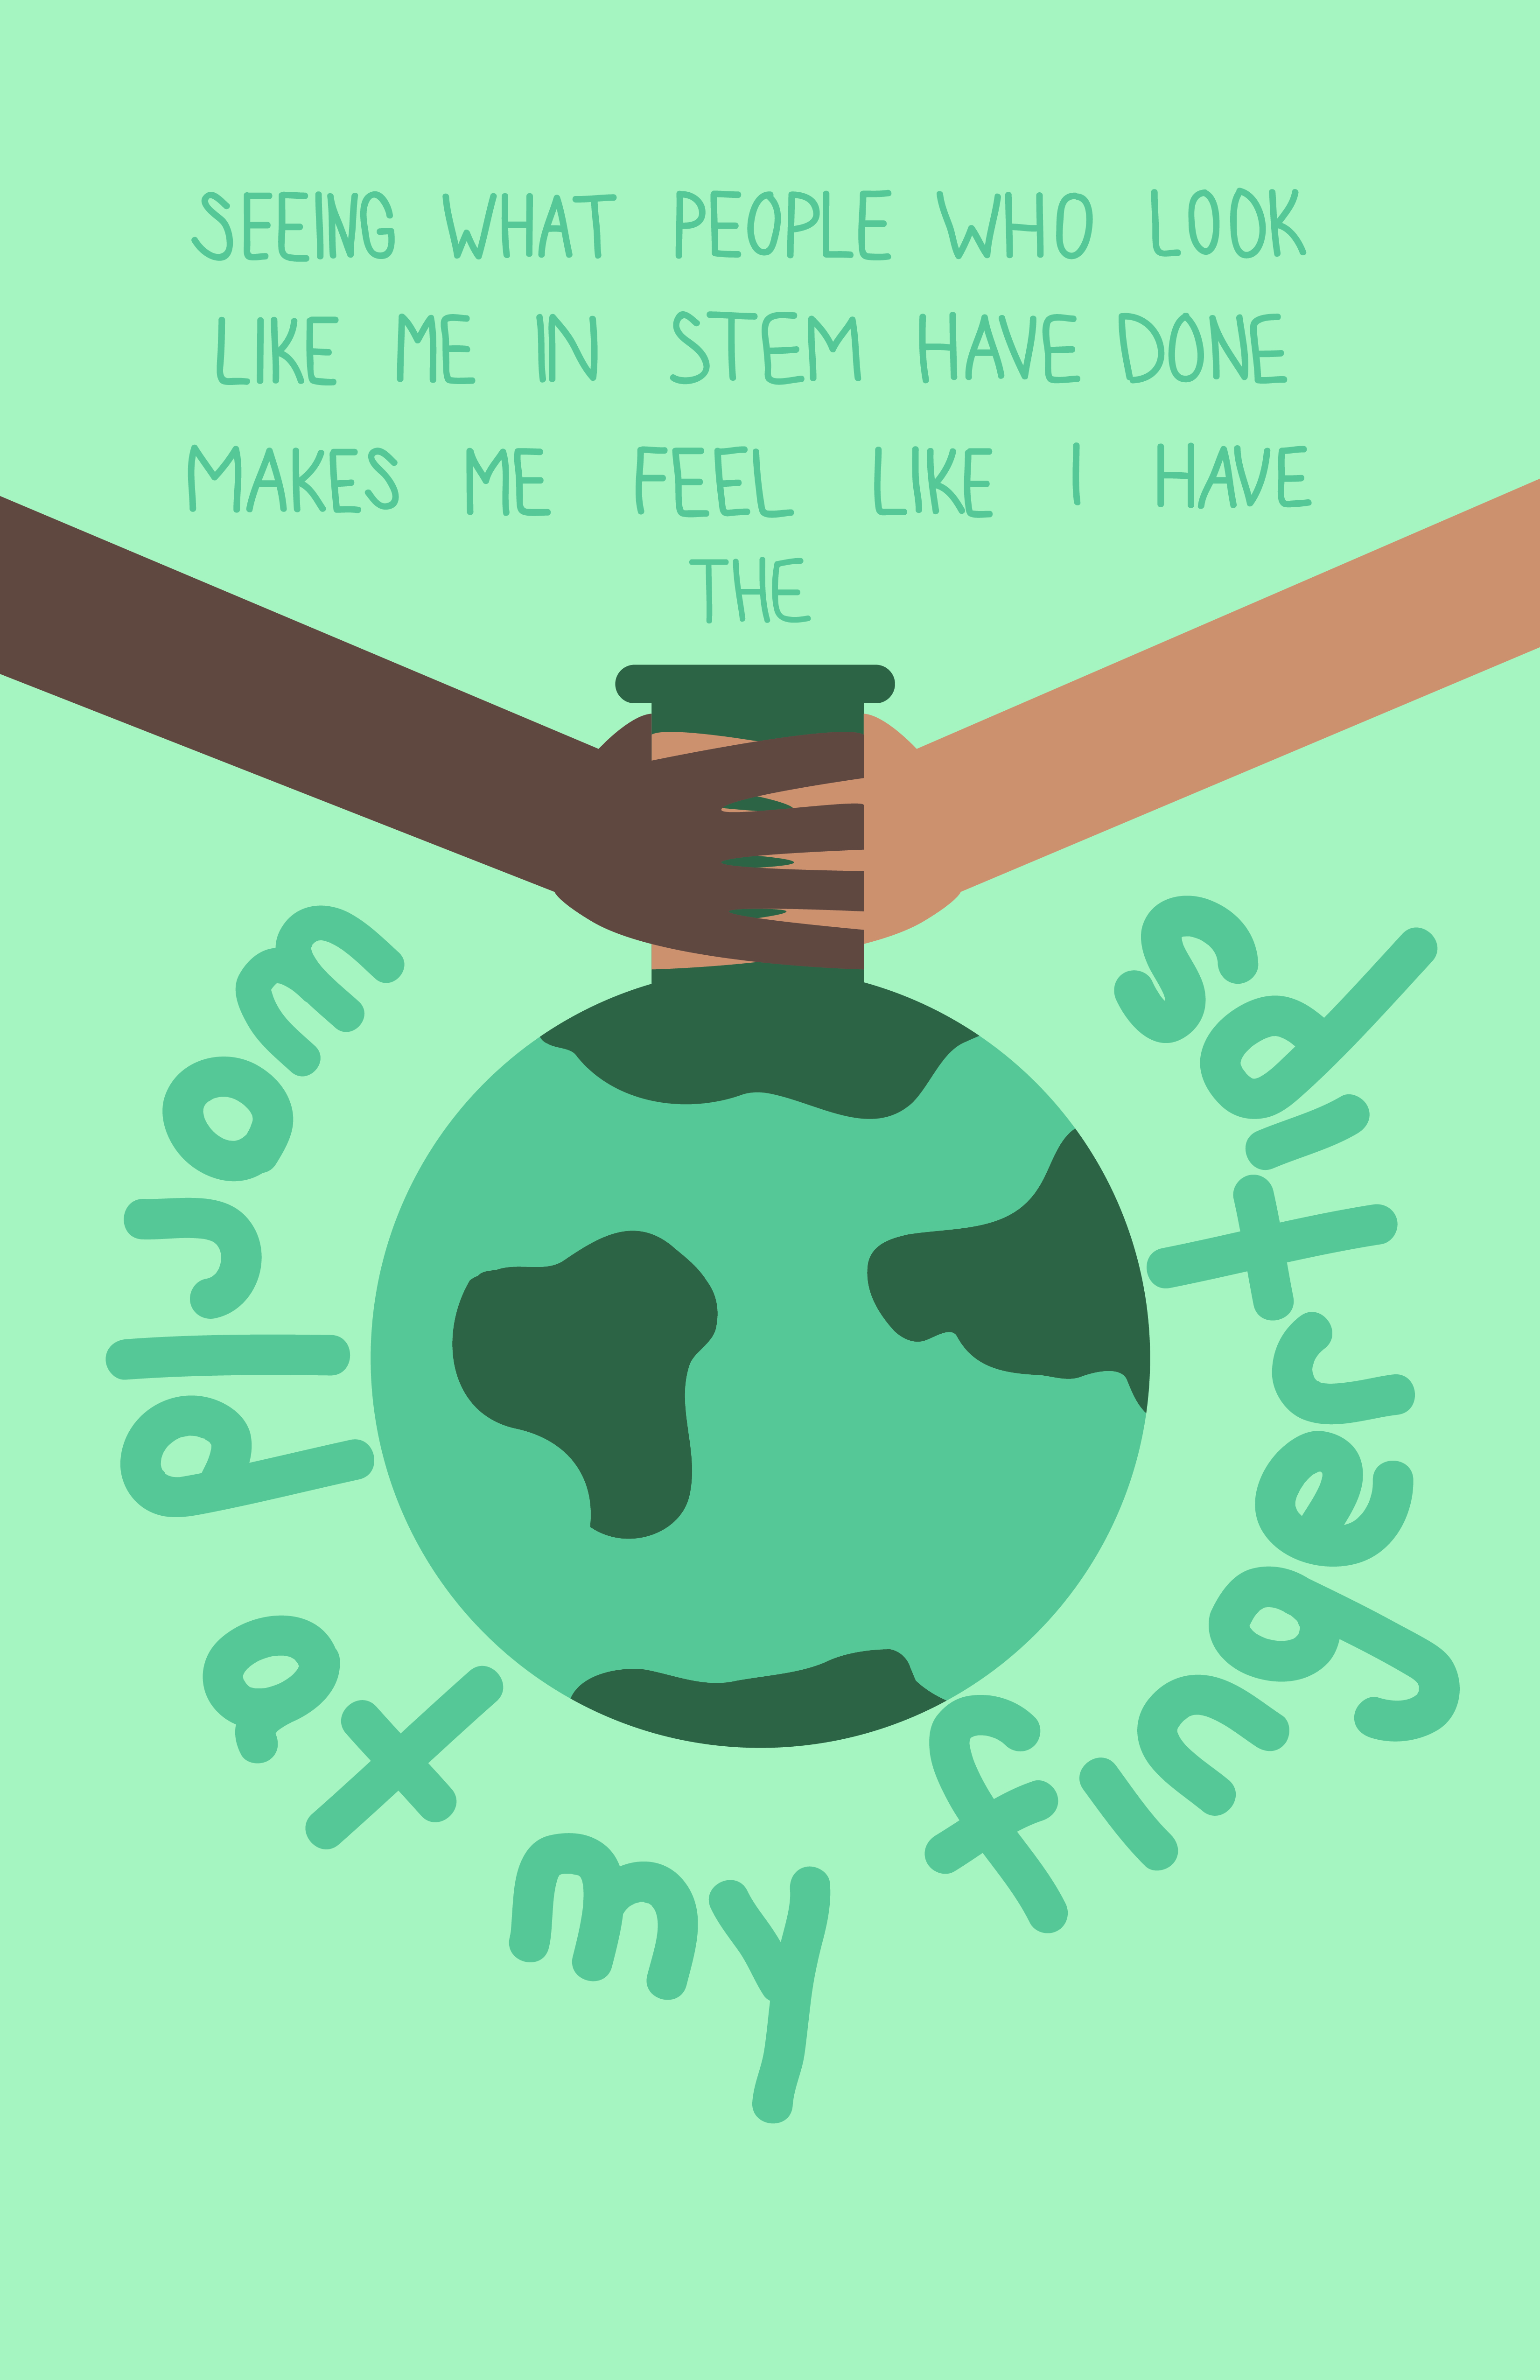 SEEING WHAT PEOPLE WHO LOOK
LIKE ME IN STEM HAVE DONE
MAKES ME FEEL LIKE I HAVE
THE
world at my fingertips